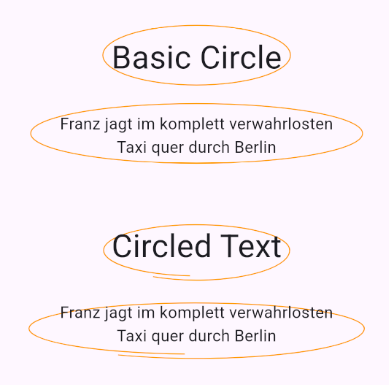 Basic Circle
Franz jagt im komplett verwahrlosten
Taxi quer durch Berlin
Circled Text
Franz jagt im komplett verwahrlosten
Taxi quer durch Berlin